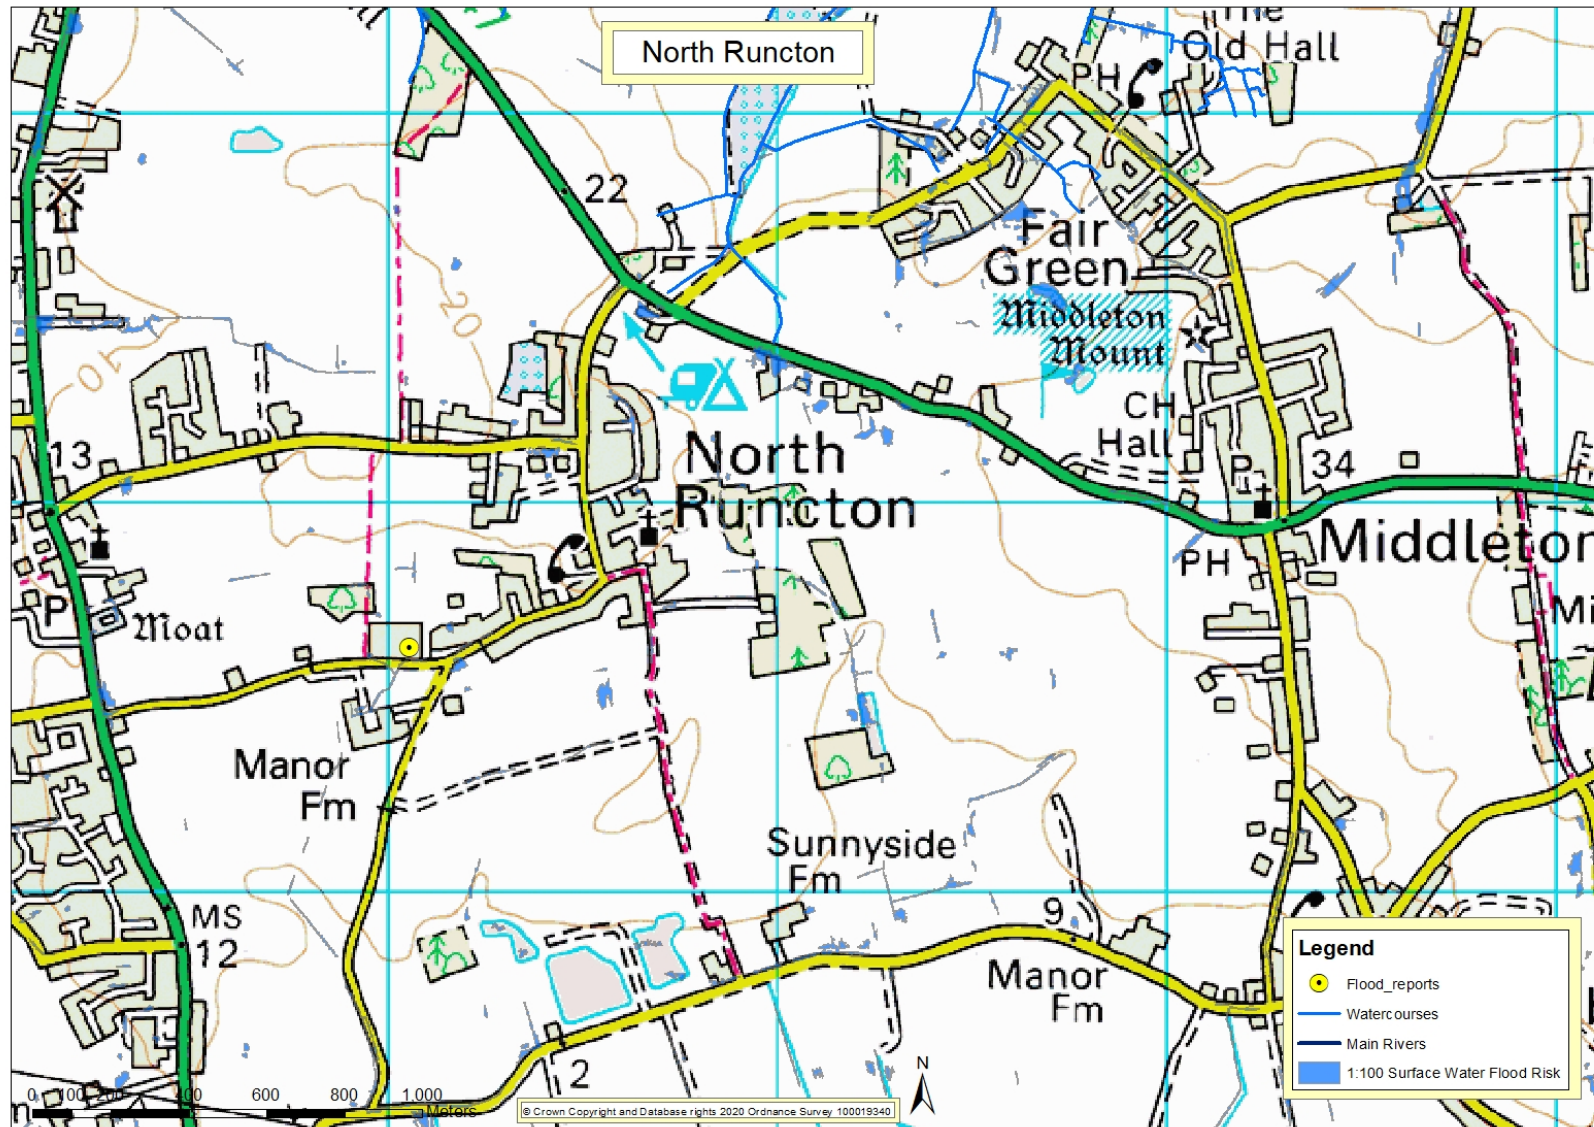 North Runcton
The
Old Hall
PH
22
Fair
Green
20
Middleton
Mount
10
CH
Hall
North
Runcton
13
P
34
Middleton
PH
P
Moat
Mi
Manor
Fm
Sunnyside
Fm
MS
12
9
Manor
Fm
2
Legend
Flood_reports
Watercourses
Main Rivers
1:100 Surface Water Flood Risk
N
0 100 200 400 600 800 1,000
Meters
© Crown Copyright and Database rights 2020 Ordnance Survey 100019340